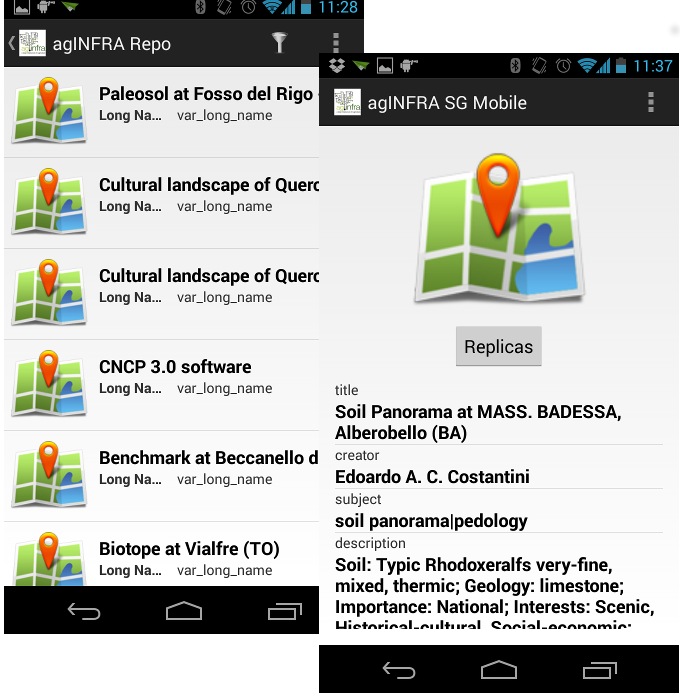 11:28
agINFRA Repo
Paleosol at Fosso del Rigo
Long Na... var_long_name
Cultural landscape of Querc
Long Na... var_long_name
Cultural landscape of Querc
Long Na... var_long_name
CNCP 3.0 software
Long Na... var_long_name
Benchmark at Beccanello d
Long Na... var_long_name
Biotope at Vialfre (TO)
Long Na... var_long_name
11:37
agINFRA SG Mobile
Replicas
title
Soil Panorama at MASS. BADESSA,
Alberobello (BA)
creator
Edoardo A. C. Costantini
subject
soil panorama|pedology
description
Soil: Typic Rhodoxeralfs very-fine,
mixed, thermic; Geology: limestone;
Importance: National; Interests: Scenic,
Historical-cultural, Social-economic;